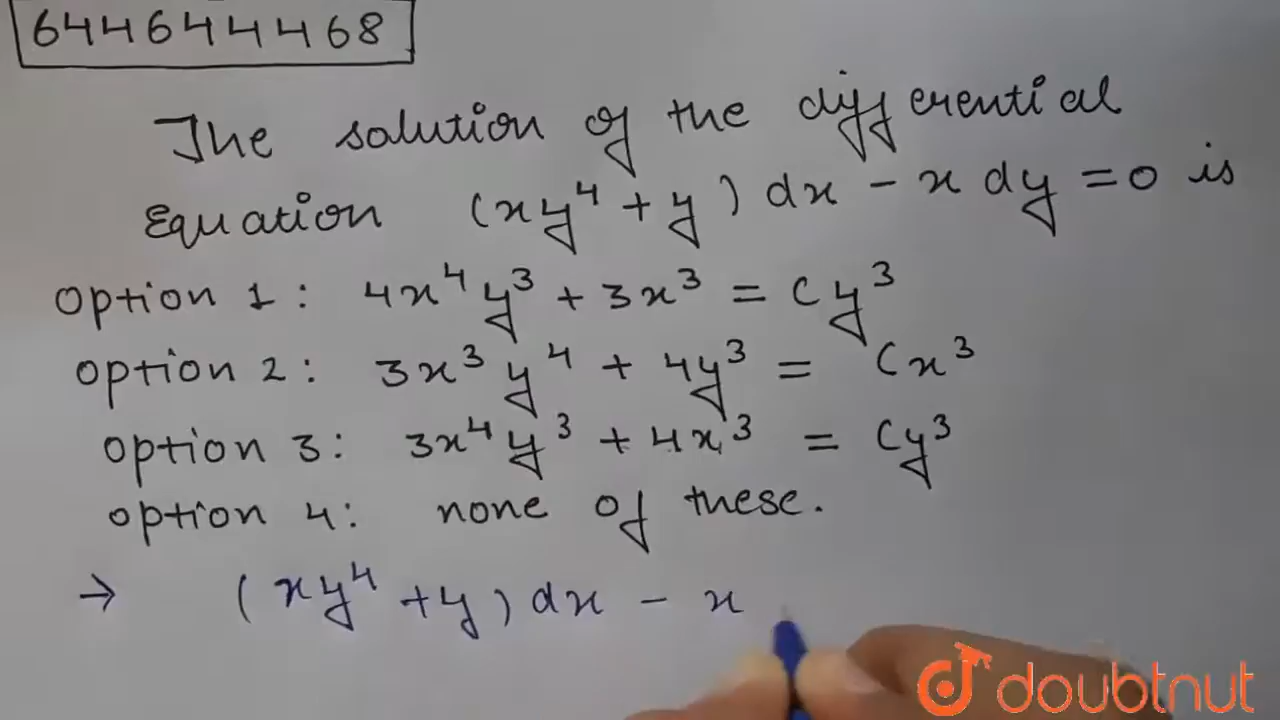 644644468
The solution of the differential
Equation (xy⁴ + y) dx - x dy = 0 is
option 1: 4x⁴y³ + 3x³ = Cy³
option 2: 3x³y⁴ + 4y³ = Cx³
option 3: 3x⁴y³ + 4x³ = Cy³
option 4: none of these.
→ (xy⁴ + y) dx - x
doubtnut